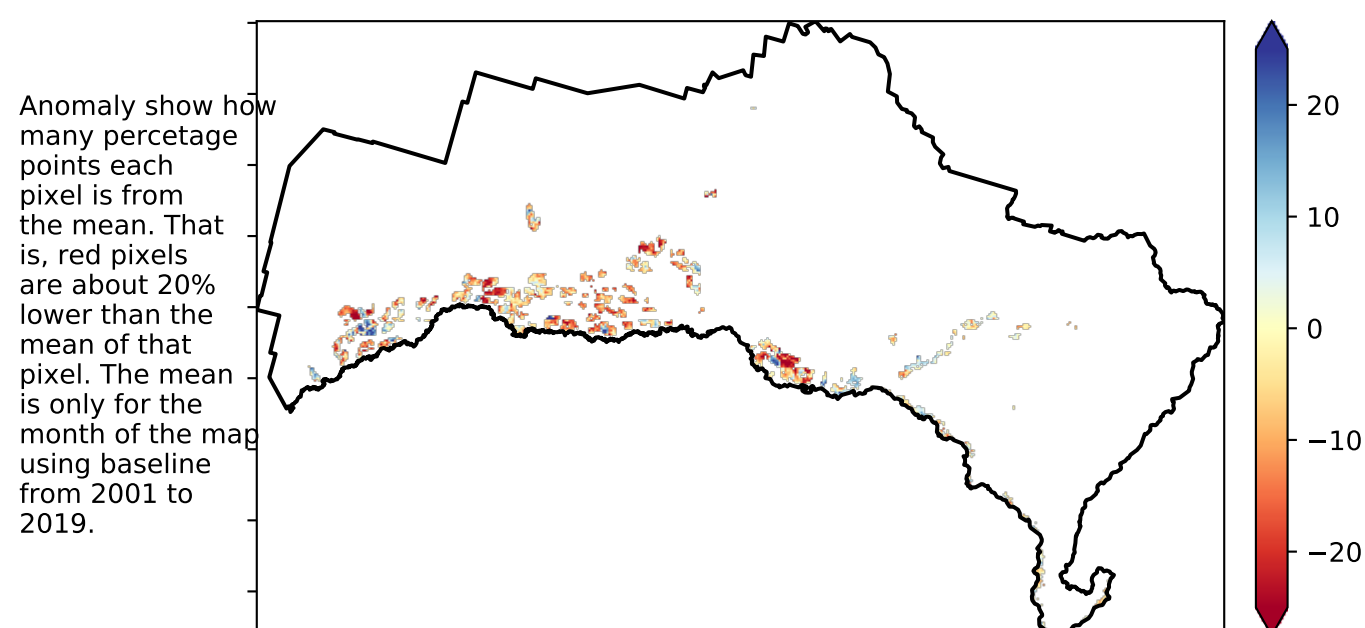 Anomaly show how
many percetage
points each
pixel is from
the mean. That
is, red pixels
are about 20%
lower than the
mean of that
pixel. The mean
is only for the
month of the map
using baseline
from 2001 to
2019.
20
10
0
−10
−20